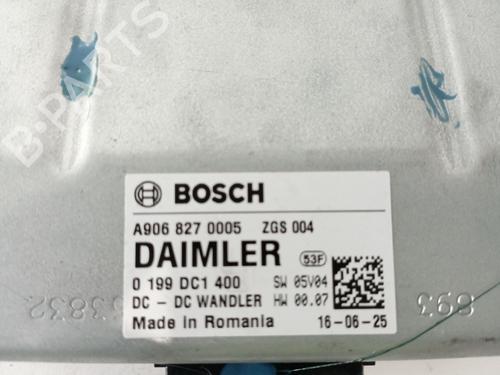 B-PARTS
BOSCH
A906 827 0005 ZGS 004
DAIMLER 53F
0 199 DC1 400 SW 05V04
DC - DC WANDLER HW 00.07
Made in Romania 16-06-25
893